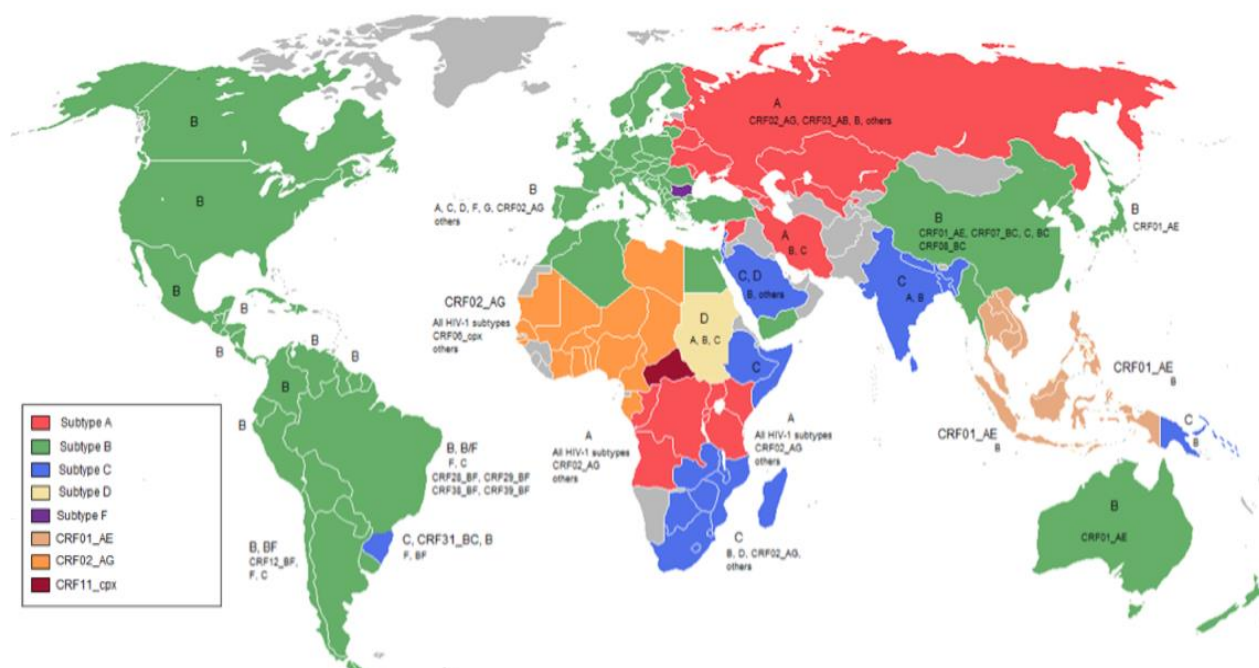 B
B
B
B
B
B
B
B
B
B, B/F
F, C
CRF28_BF, CRF29_BF
CRF38_BF, CRF39_BF
C, CRF31_BC, B
F, BF
B, BF
CRF12_BF,
F, C
B
A, C, D, F, G, CRF02_AG
others
A
CRF02_AG, CRF03_AB, B, others
A
B, C
B
CRF01_AE, CRF07_BC, C, BC
CRF08_BC
B
CRF01_AE
C, D
B, others
C
A, B
CRF02_AG
All HIV-1 subtypes
CRF06_cpx
others
D
A, B, C
C
A
All HIV-1 subtypes
CRF02_AG
others
A
All HIV-1 subtypes
CRF02_AG
others
C
B, D, CRF02_AG,
others
CRF01_AE
B
CRF01_AE
B
C
B
B
CRF01_AE
Subtype A
Subtype B
Subtype C
Subtype D
Subtype F
CRF01_AE
CRF02_AG
CRF11_cpx